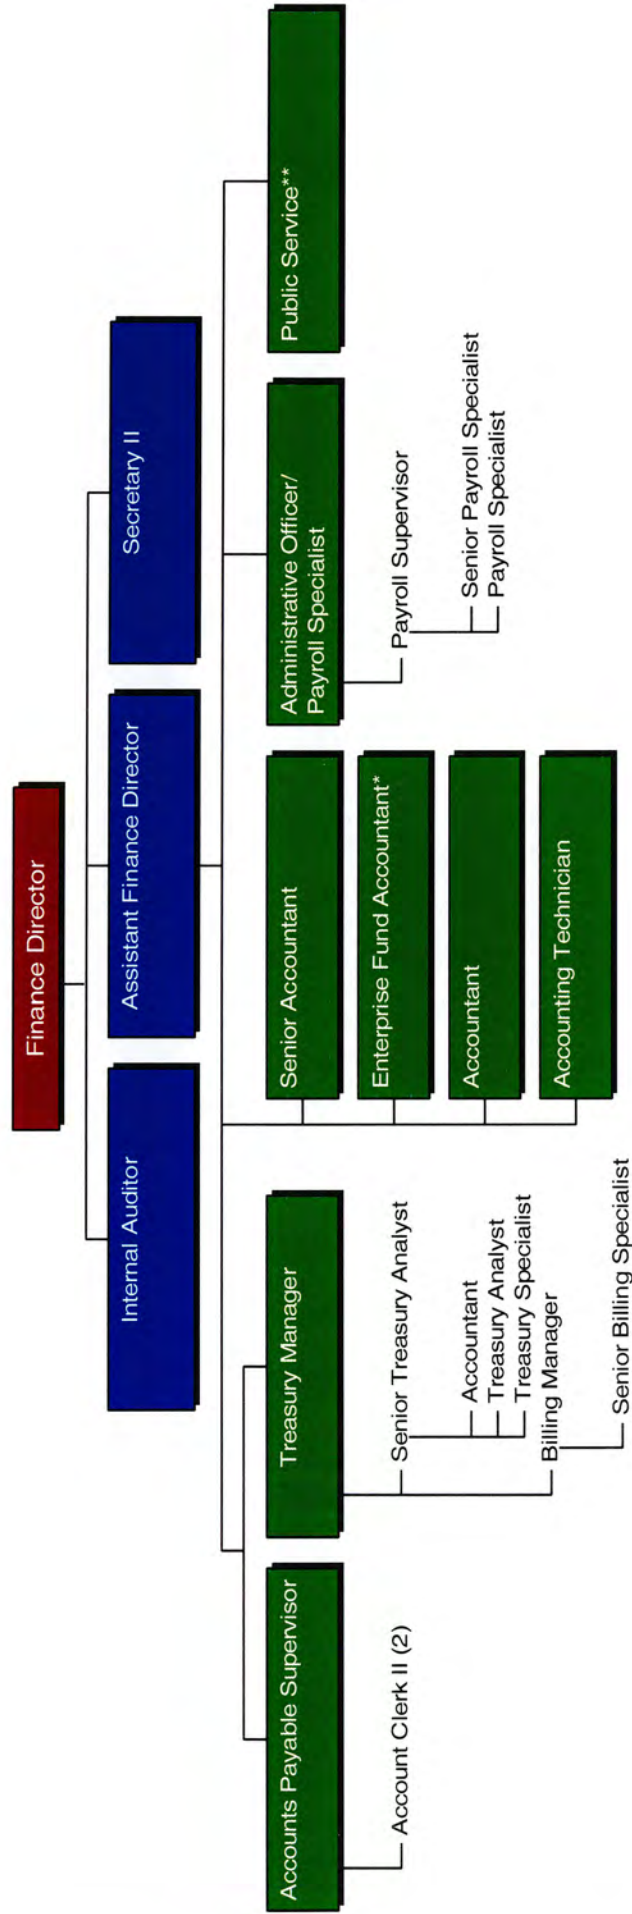 Finance Director
Internal Auditor
Assistant Finance Director
Secretary II
Accounts Payable Supervisor
Account Clerk II (2)
Treasury Manager
Senior Treasury Analyst
Accountant
Treasury Analyst
Treasury Specialist
Billing Manager
Senior Billing Specialist
Senior Accountant
Enterprise Fund Accountant*
Accountant
Accounting Technician
Administrative Officer/
Payroll Specialist
Payroll Supervisor
Senior Payroll Specialist
Payroll Specialist
Public Service**